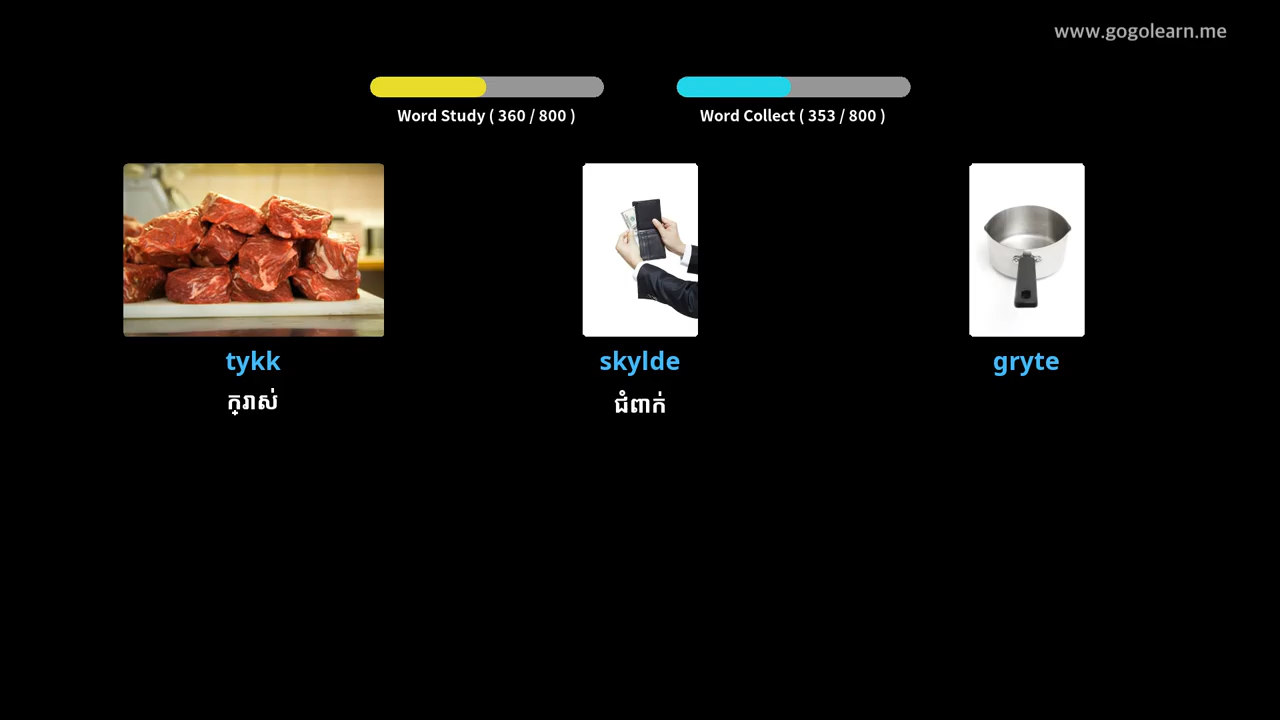 www.gogolearn.me
Word Study ( 360 / 800 )
Word Collect ( 353 / 800 )
tykk
ក្រាស់
skylde
ជំពាក់
gryte